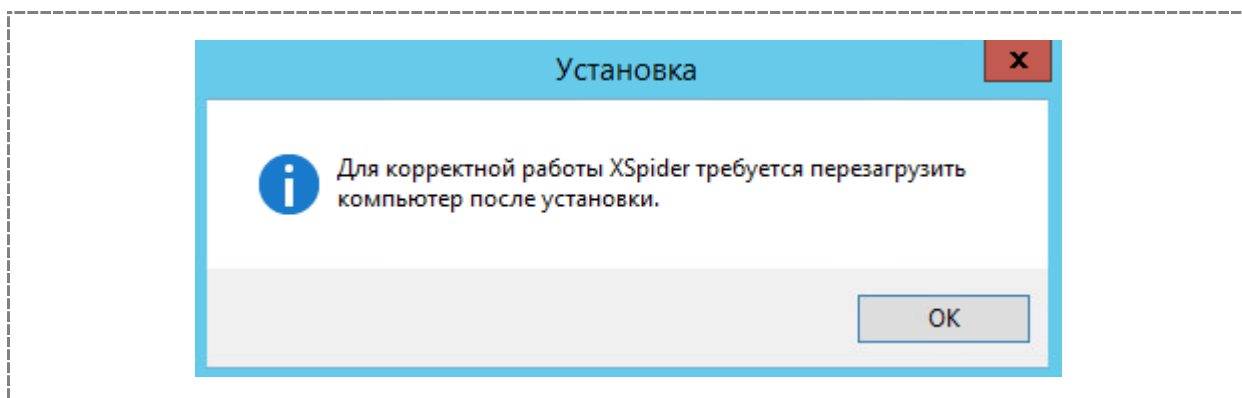 Установка
x
Для корректной работы XSpider требуется перезагрузить
компьютер после установки.
OK